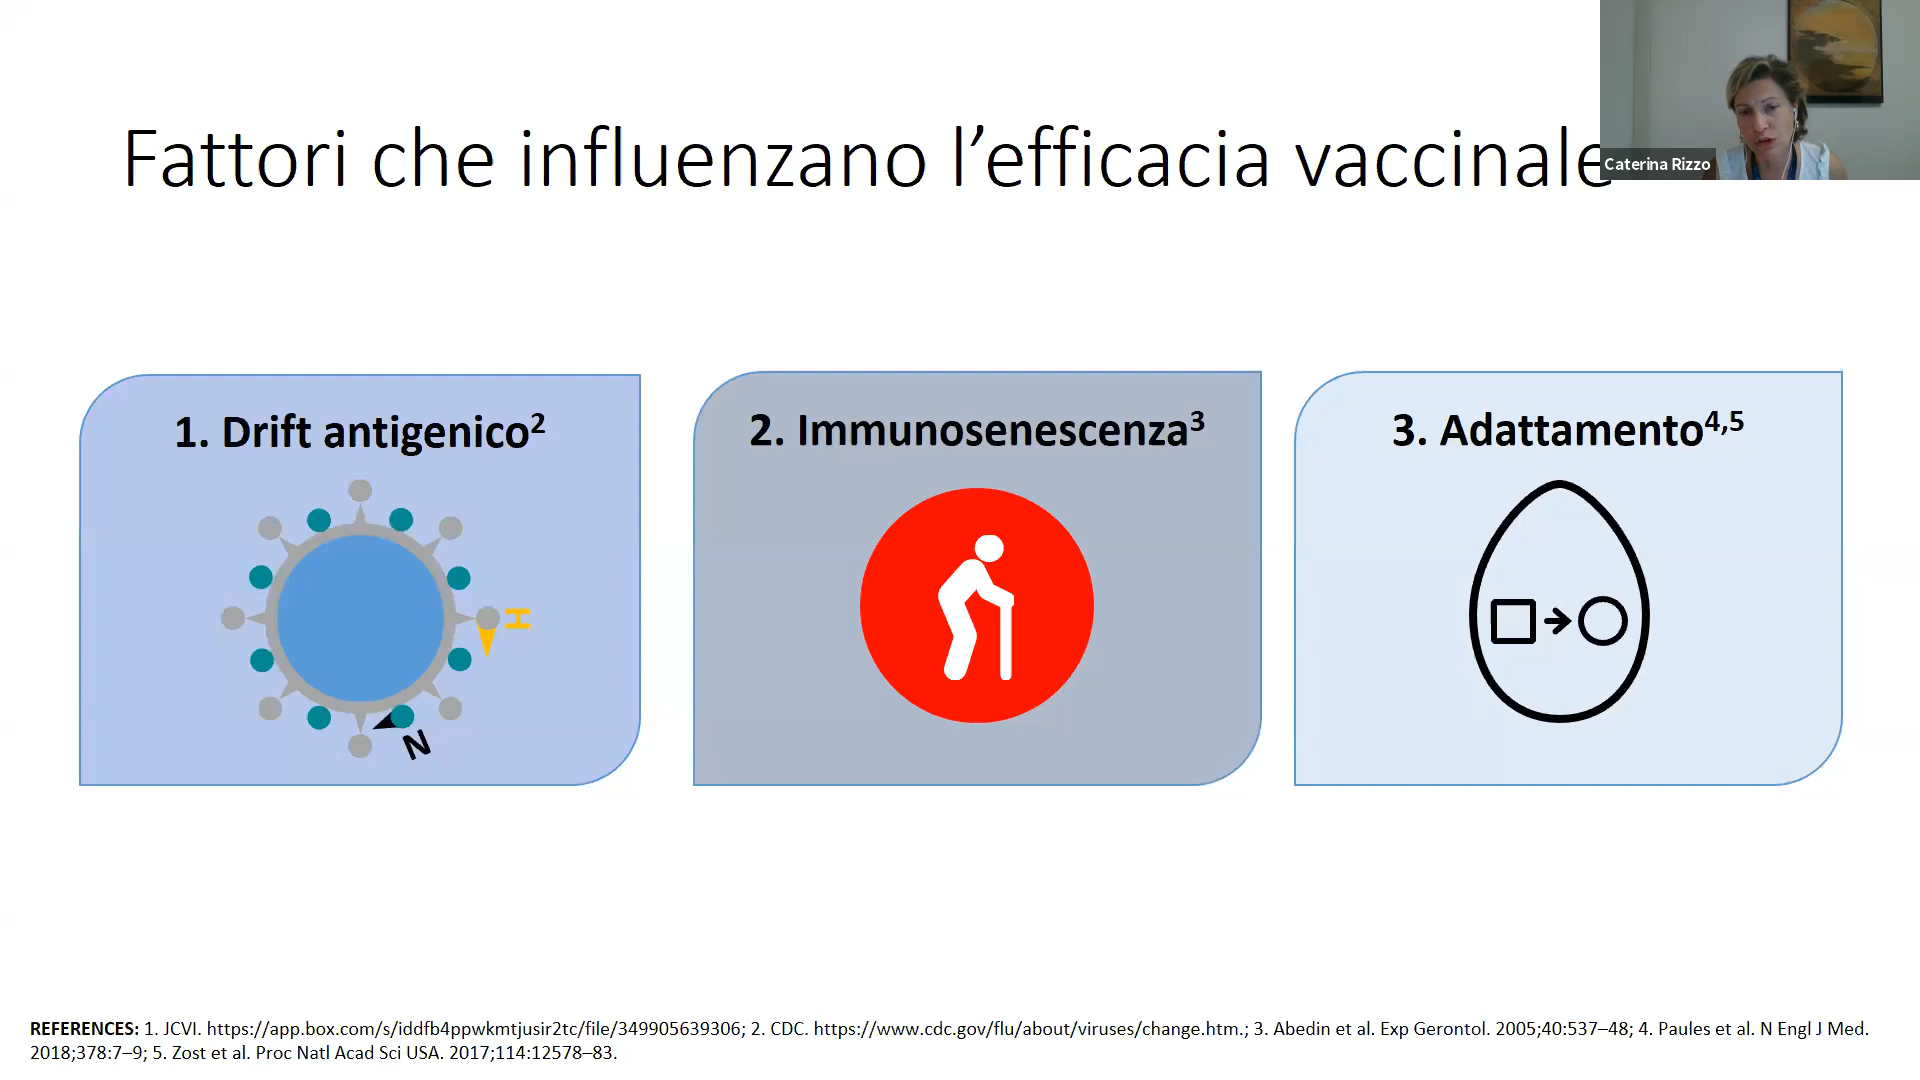 Fattori che influenzano l’efficacia vaccinale
Caterina Rizzo
1. Drift antigenico2
H
N
2. Immunosenescenza3
3. Adattamento4,5
REFERENCES: 1. JCVI. https://app.box.com/s/iddfb4ppwkmtjusir2tc/file/349905639306; 2. CDC. https://www.cdc.gov/flu/about/viruses/change.htm.; 3. Abedin et al. Exp Gerontol. 2005;40:537–48; 4. Paules et al. N Engl J Med.
2018;378:7–9; 5. Zost et al. Proc Natl Acad Sci USA. 2017;114:12578–83.